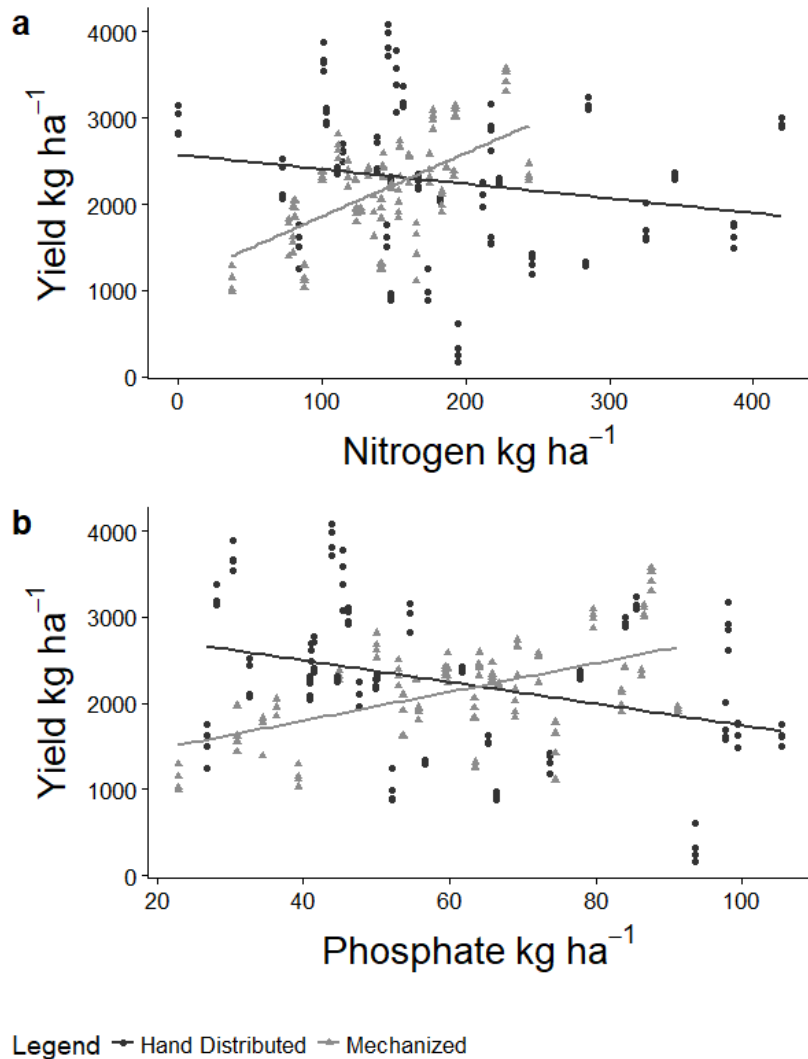 a
4000
3000
2000
1000
0
Yield kg ha⁻¹
0 100 200 300 400
Nitrogen kg ha⁻¹
b
4000
3000
2000
1000
0
Yield kg ha⁻¹
20 40 60 80 100
Phosphate kg ha⁻¹
Legend Hand Distributed Mechanized